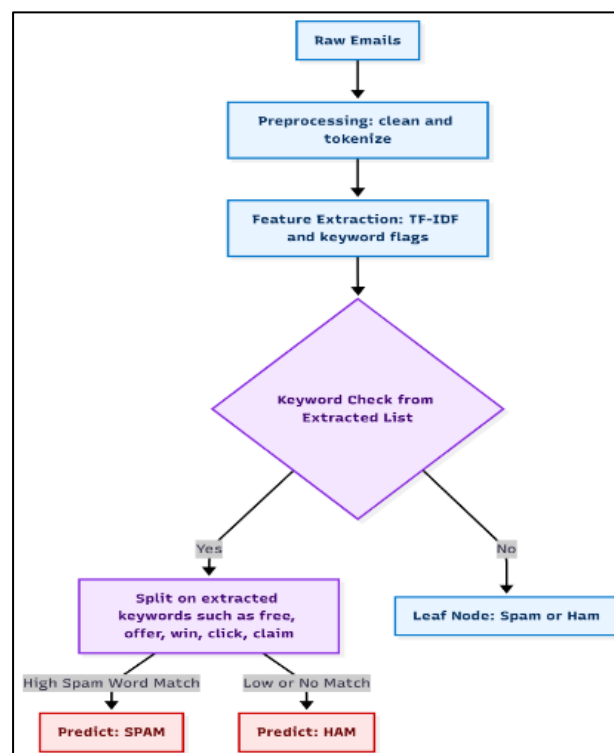 Raw Emails
Preprocessing: clean and
tokenize
Feature Extraction: TF-IDF
and keyword flags
Keyword Check from
Extracted List
Yes
No
Split on extracted
keywords such as free,
offer, win, click, claim
Leaf Node: Spam or Ham
High Spam Word Match
Low or No Match
Predict: SPAM
Predict: HAM